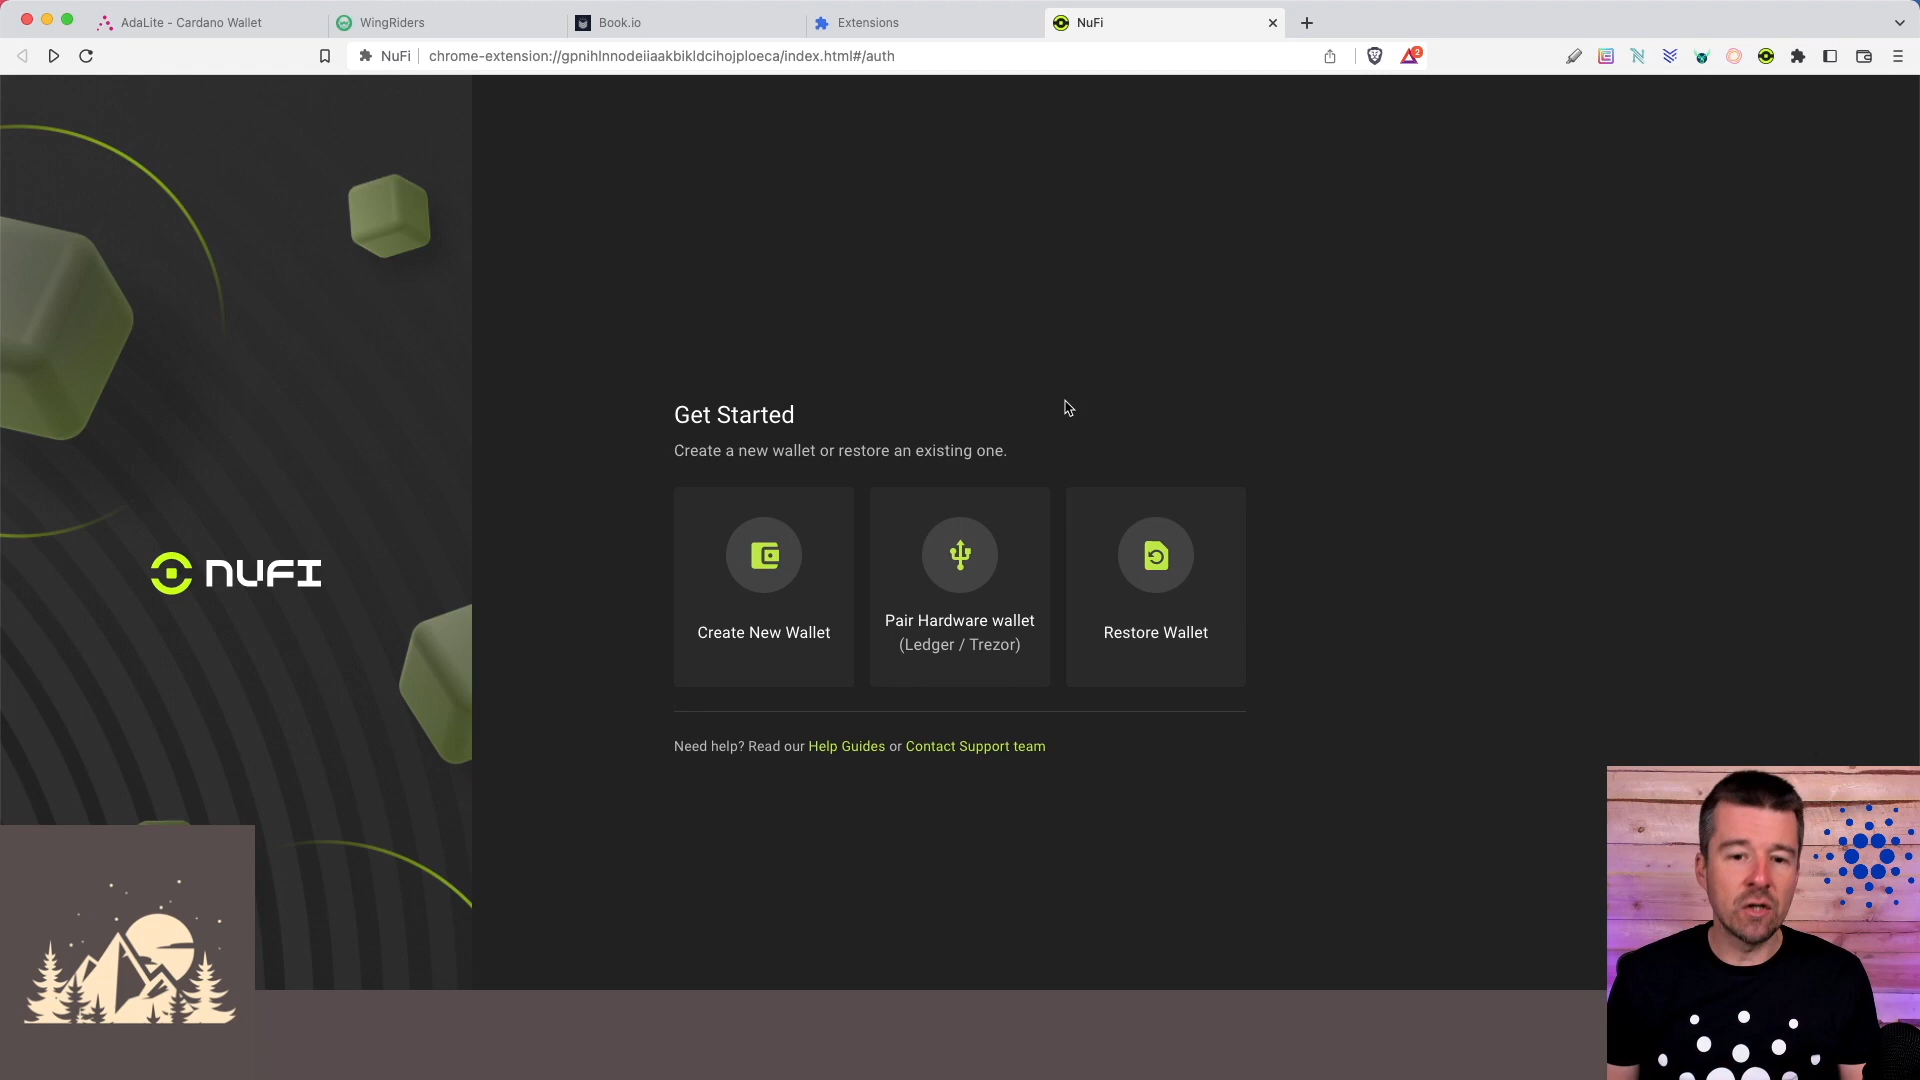 AdaLite - Cardano Wallet
WingRiders
Book.io
Extensions
NuFi
NuFi
chrome-extension://gpnihlnnodeiiaakbikldcihojploeca/index.html#/auth
2
NUFI
Get Started
Create a new wallet or restore an existing one.
Create New Wallet
Pair Hardware wallet
(Ledger / Trezor)
Restore Wallet
Need help? Read our Help Guides or Contact Support team